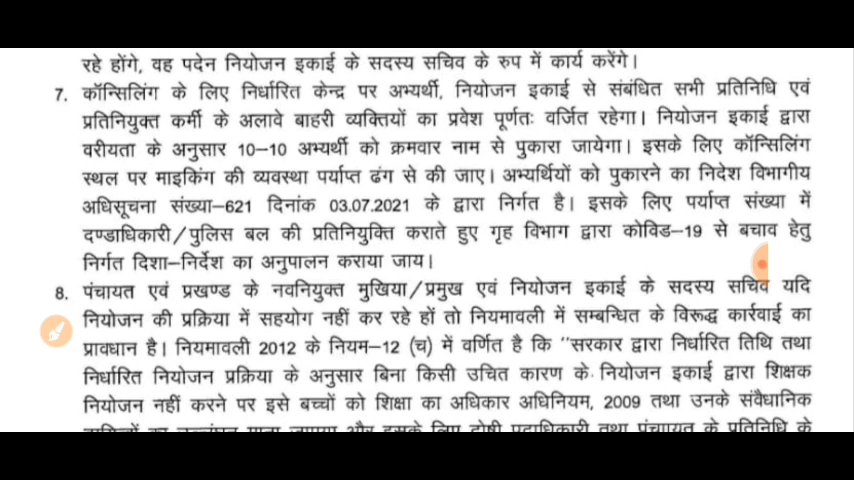 रहे होंगे, वह पदेन नियोजन इकाई के सदस्य सचिव के रुप में कार्य करेंगे।
7. कॉन्सिलिंग के लिए निर्धारित केन्द्र पर अभ्यर्थी, नियोजन इकाई से संबंधित सभी प्रतिनिधि एवं
प्रतिनियुक्त कर्मी के अलावे बाहरी व्यक्तियों का प्रवेश पूर्णतः वर्जित रहेगा। नियोजन इकाई द्वारा
वरीयता के अनुसार 10-10 अभ्यर्थी को क्रमवार नाम से पुकारा जायेगा। इसके लिए कॉन्सिलिंग
स्थल पर माइकिंग की व्यवस्था पर्याप्त ढंग से की जाए। अभ्यर्थियों को पुकारने का निदेश विभागीय
अधिसूचना संख्या-621 दिनांक 03.07.2021 के द्वारा निर्गत है। इसके लिए पर्याप्त संख्या में
दण्डाधिकारी/पुलिस बल की प्रतिनियुक्ति कराते हुए गृह विभाग द्वारा कोविड-19 से बचाव हेतु
निर्गत दिशा-निर्देश का अनुपालन कराया जाय।
8. पंचायत एवं प्रखण्ड के नवनियुक्त मुखिया/प्रमुख एवं नियोजन इकाई के सदस्य सचिव यदि
नियोजन की प्रक्रिया में सहयोग नहीं कर रहे हों तो नियमावली में सम्बन्धित के विरूद्ध कार्रवाई का
प्रावधान है। नियमावली 2012 के नियम-12 (च) में वर्णित है कि "सरकार द्वारा निर्धारित तिथि तथा
निर्धारित नियोजन प्रक्रिया के अनुसार बिना किसी उचित कारण के नियोजन इकाई द्वारा शिक्षक
नियोजन नहीं करने पर इसे बच्चों को शिक्षा का अधिकार अधिनियम, 2009 तथा उनके संवैधानिक
और इसके लिए दोषी पदाधिकारी तथा पंचायत के प्रतिनिधि के